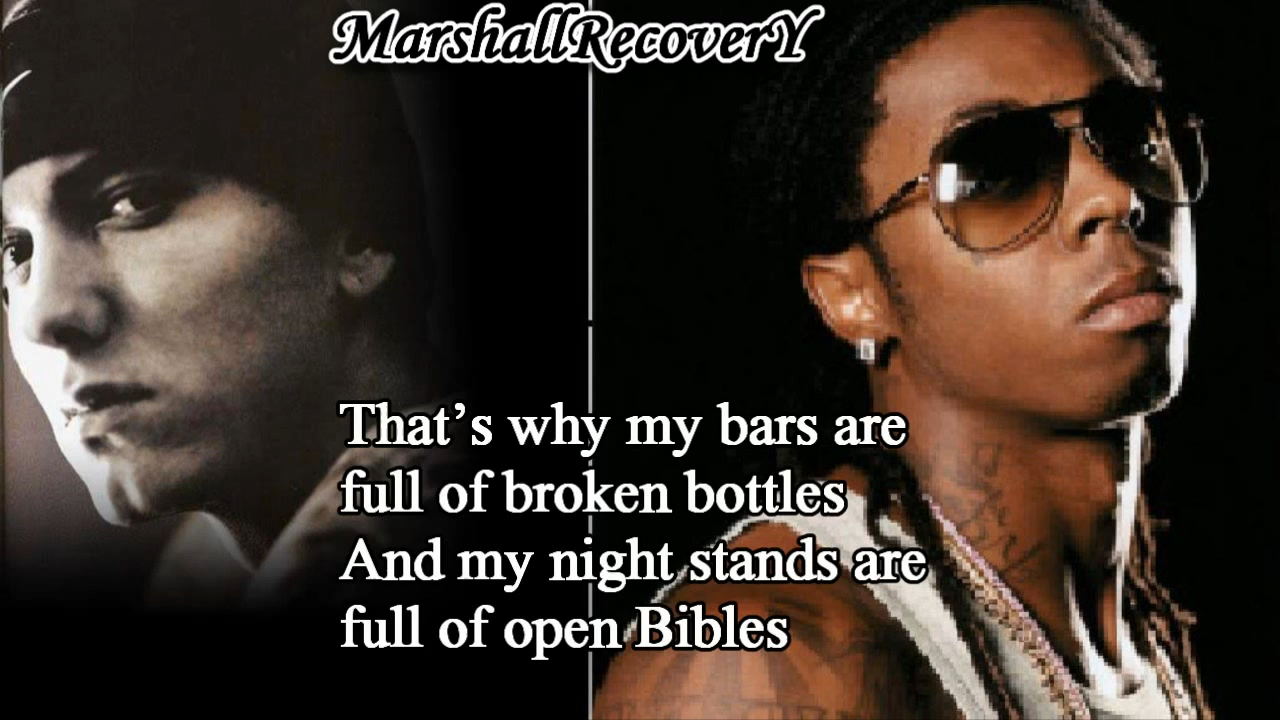 MarshallRecoverY
That’s why my bars are
full of broken bottles
And my night stands are
full of open Bibles